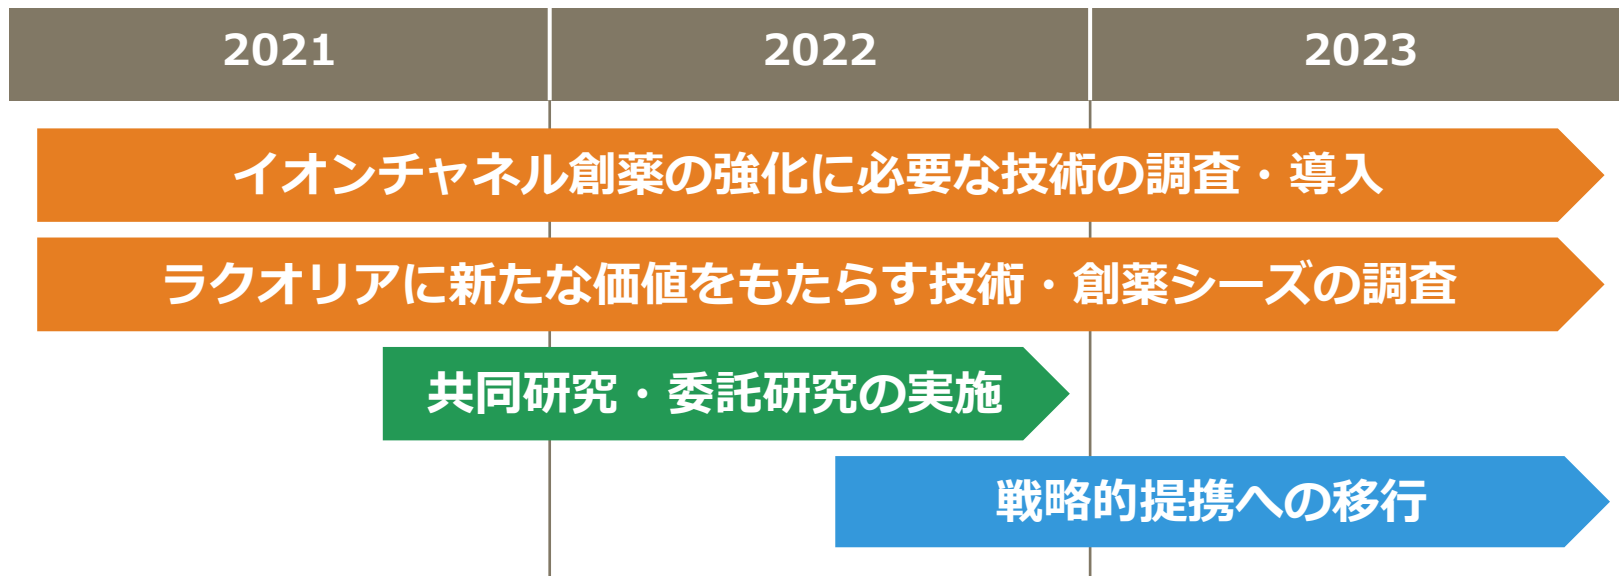 2021
2022
2023
イオンチャネル創薬の強化に必要な技術の調査・導入
ラクオリアに新たな価値をもたらす技術・創薬シーズの調査
共同研究・委託研究の実施
戦略的提携への移行